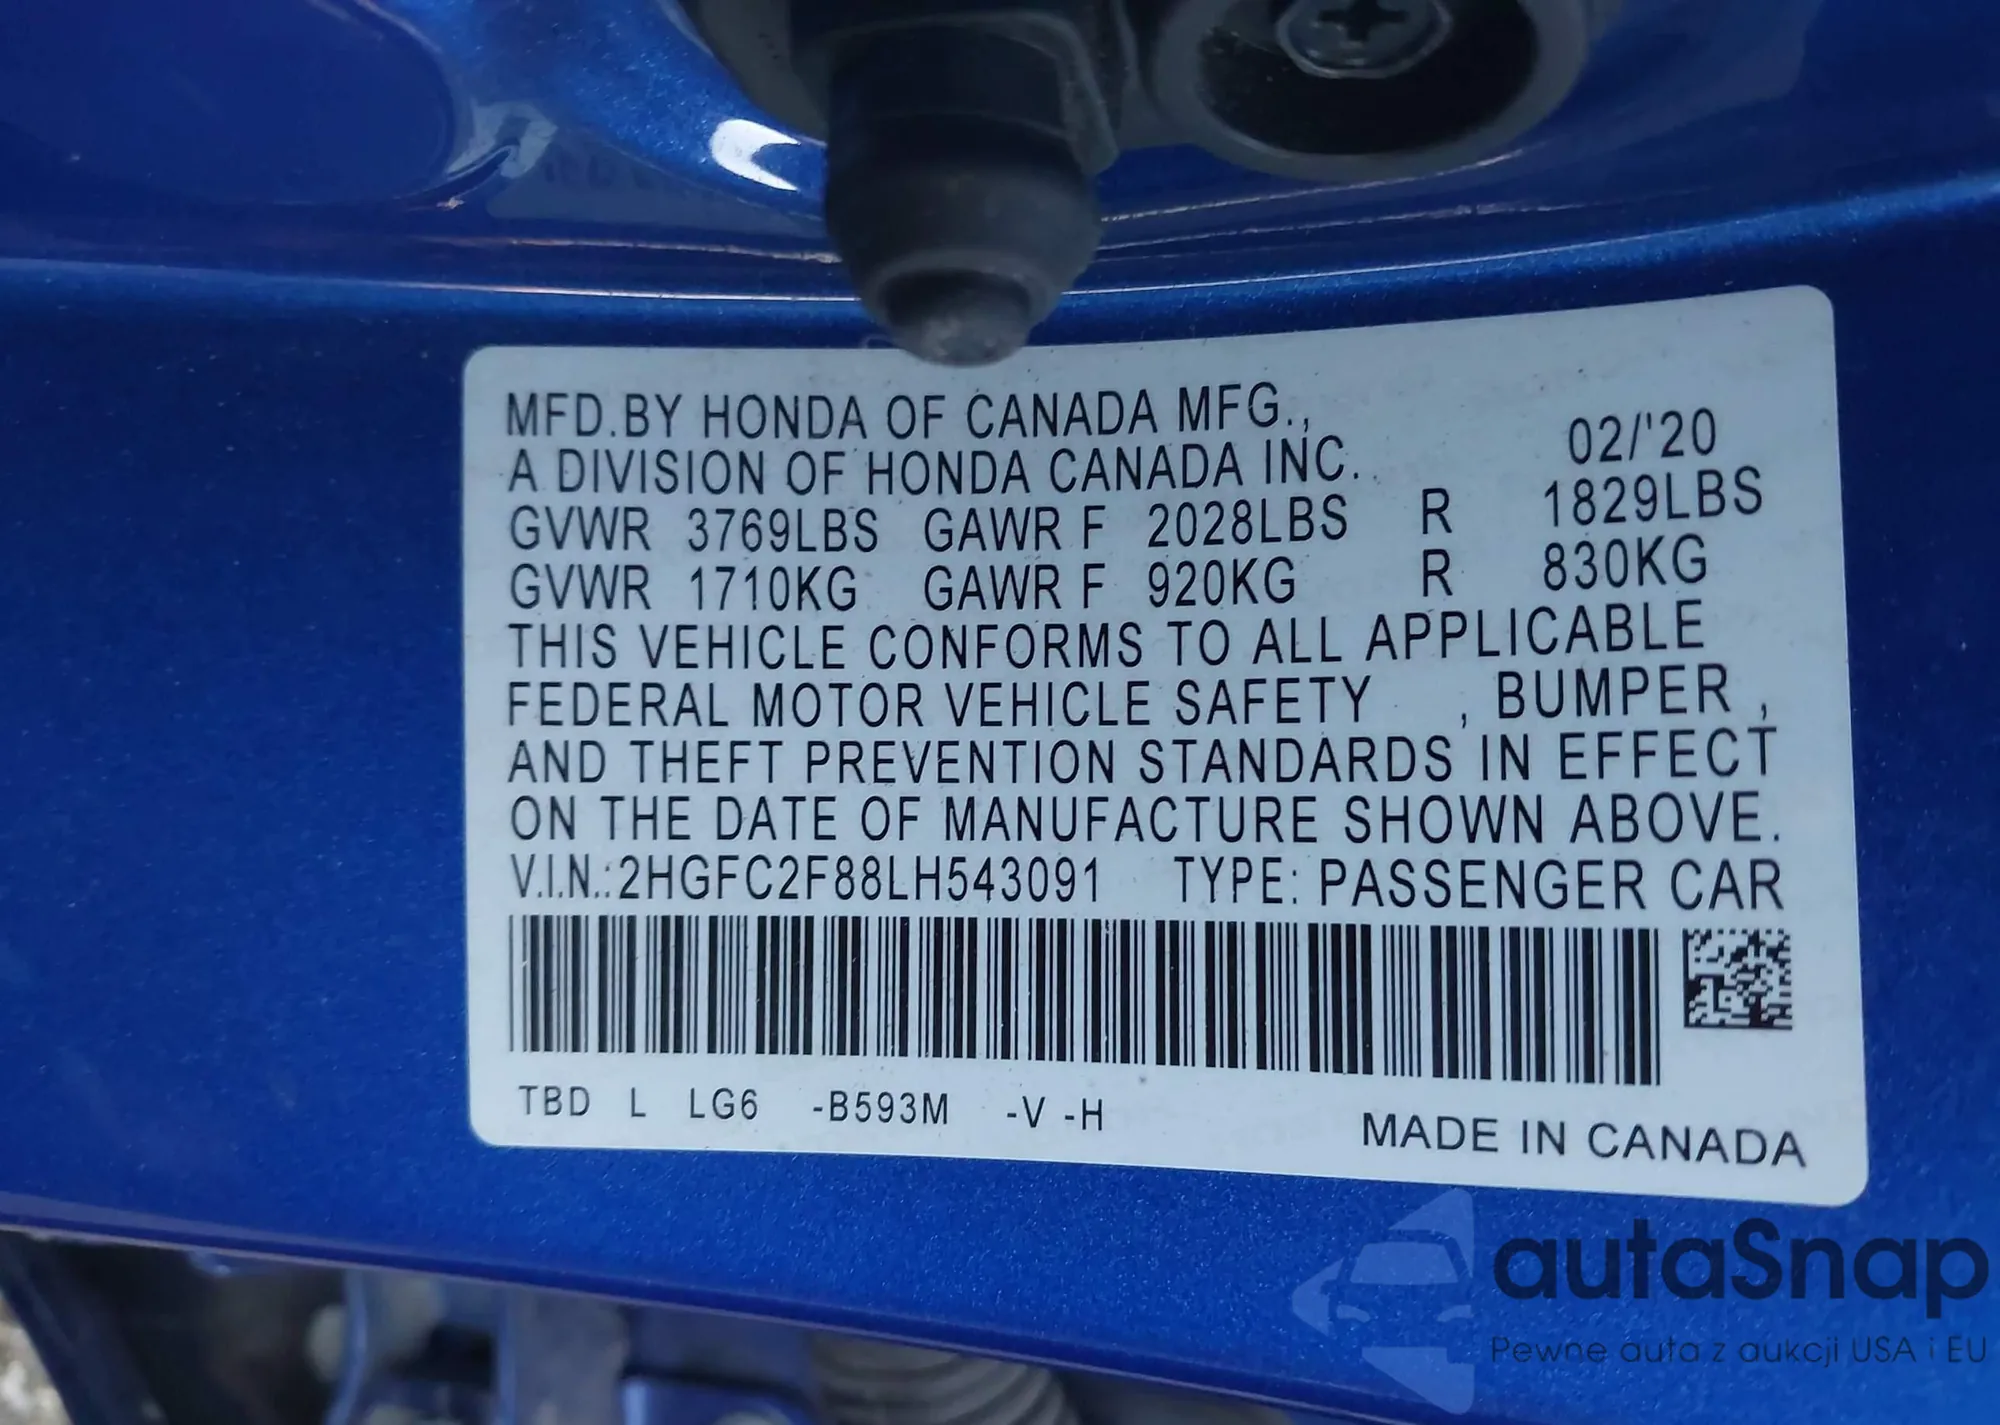 MFD.BY HONDA OF CANADA MFG.,
A DIVISION OF HONDA CANADA INC. 02/'20
GVWR 3769LBS GAWR F 2028LBS R 1829LBS
GVWR 1710KG GAWR F 920KG R 830KG
THIS VEHICLE CONFORMS TO ALL APPLICABLE
FEDERAL MOTOR VEHICLE SAFETY , BUMPER ,
AND THEFT PREVENTION STANDARDS IN EFFECT
ON THE DATE OF MANUFACTURE SHOWN ABOVE.
V.I.N.:2HGFC2F88LH543091 TYPE: PASSENGER CAR
TBD L LG6 -B593M -V -H
MADE IN CANADA
autaSnap
Pewne auta z aukcji USA i EU